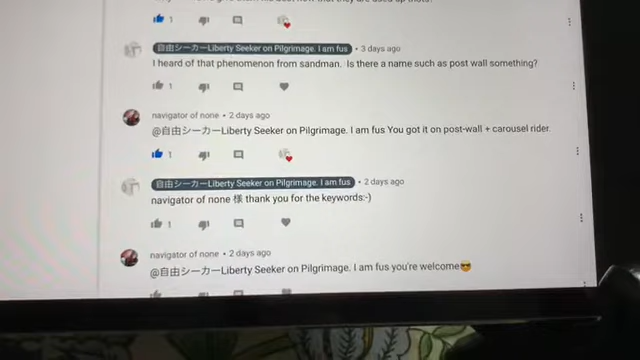 1
自由シーカーLiberty Seeker on Pilgrimage. I am fus • 3 days ago
I heard of that phenomenon from sandman. Is there a name such as post wall something?
1
navigator of none • 2 days ago
@自由シーカーLiberty Seeker on Pilgrimage. I am fus You got it on post-wall + carousel rider.
1
自由シーカーLiberty Seeker on Pilgrimage. I am fus • 2 days ago
navigator of none 様 thank you for the keywords:-)
1
navigator of none • 2 days ago
@自由シーカーLiberty Seeker on Pilgrimage. I am fus you're welcome😎